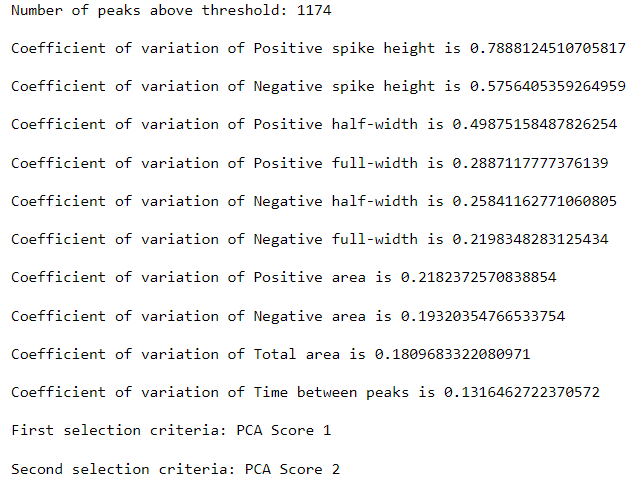 Number of peaks above threshold: 1174
Coefficient of variation of Positive spike height is 0.7888124510705817
Coefficient of variation of Negative spike height is 0.5756405359264959
Coefficient of variation of Positive half-width is 0.49875158487826254
Coefficient of variation of Positive full-width is 0.2887117777376139
Coefficient of variation of Negative half-width is 0.25841162771060805
Coefficient of variation of Negative full-width is 0.2198348283125434
Coefficient of variation of Positive area is 0.2182372570838854
Coefficient of variation of Negative area is 0.19320354766533754
Coefficient of variation of Total area is 0.1809683322080971
Coefficient of variation of Time between peaks is 0.1316462722370572
First selection criteria: PCA Score 1
Second selection criteria: PCA Score 2